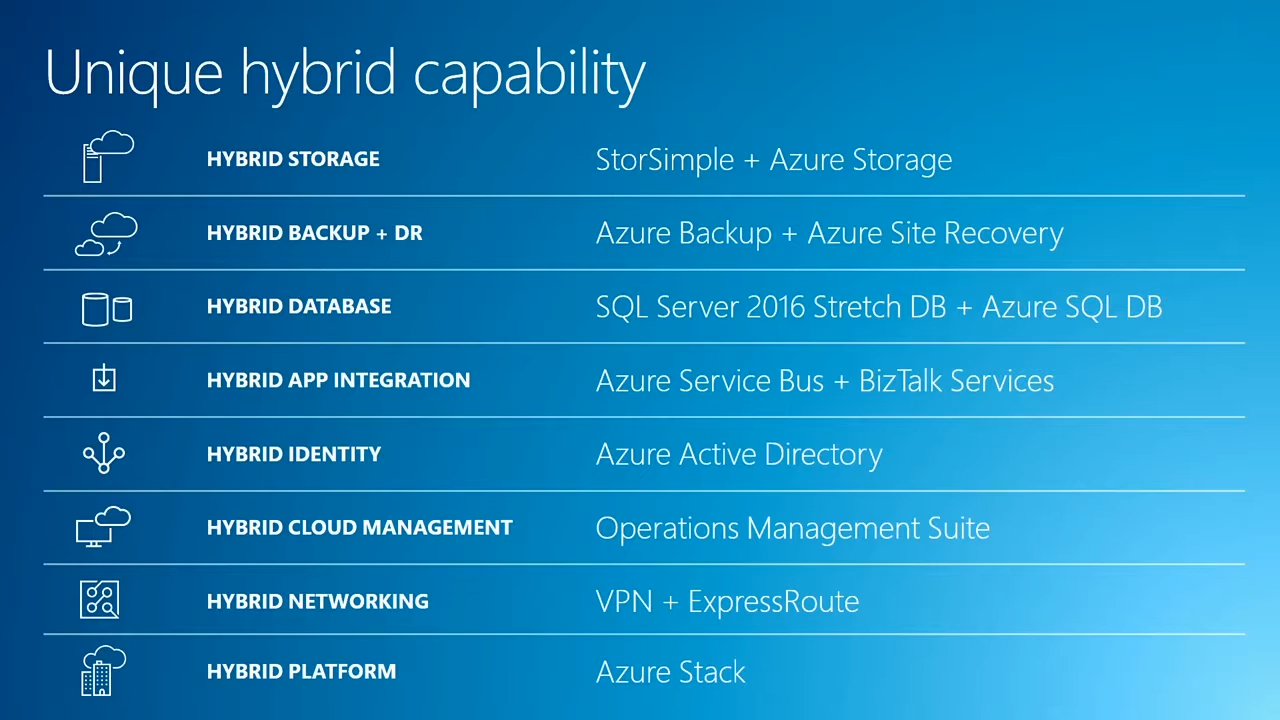 Unique hybrid capability
HYBRID STORAGE StorSimple + Azure Storage
HYBRID BACKUP + DR Azure Backup + Azure Site Recovery
HYBRID DATABASE SQL Server 2016 Stretch DB + Azure SQL DB
HYBRID APP INTEGRATION Azure Service Bus + BizTalk Services
HYBRID IDENTITY Azure Active Directory
HYBRID CLOUD MANAGEMENT Operations Management Suite
HYBRID NETWORKING VPN + ExpressRoute
HYBRID PLATFORM Azure Stack